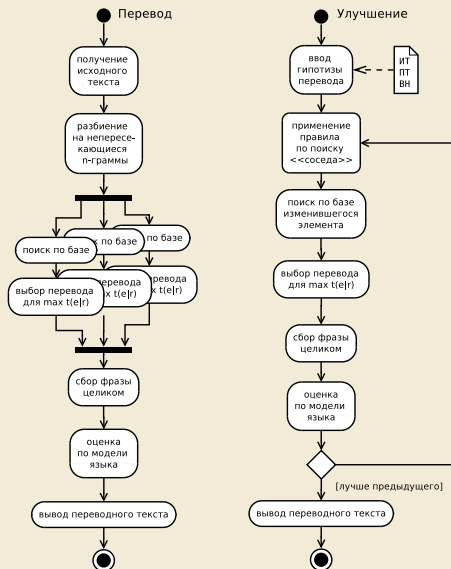 Перевод
получение
исходного
текста
разбиение
на непересе-
кающиеся
n-граммы
поиск по базе
к по базе
по базе
выбор перевода
для max t(e|r)
еревода
x t(e|r)
ревода
x t(e|r)
сбор фразы
целиком
оценка
по модели
языка
вывод переводного текста
Улучшение
ввод
гипотизы
перевода
ИТ
ПТ
ВН
применение
правила
по поиску
<<соседа>>
поиск по базе
изменившегося
элемента
выбор перевода
для max t(e|r)
сбор фразы
целиком
оценка
по модели
языка
[лучше предыдущего]
вывод переводного текста